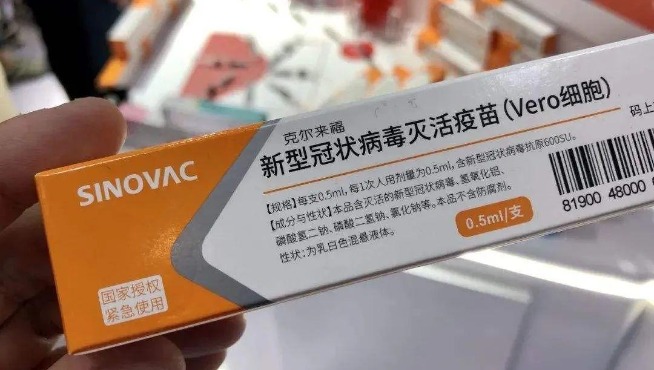 SINOVAC
国家授权
紧急使用
克尔来福
新型冠状病毒灭活疫苗(Vero细胞)
【规格】每支0.5ml,每1次人用剂量为0.5ml,含新型冠状病毒抗原600SU。
【成分与性状】本品含灭活的新型冠状病毒、氢氧化铝、
磷酸氢二钠、磷酸二氢钠、氯化钠等。本品不含防腐剂。
性状:为乳白色混悬液体。
0.5ml/支
码上
81900 48000